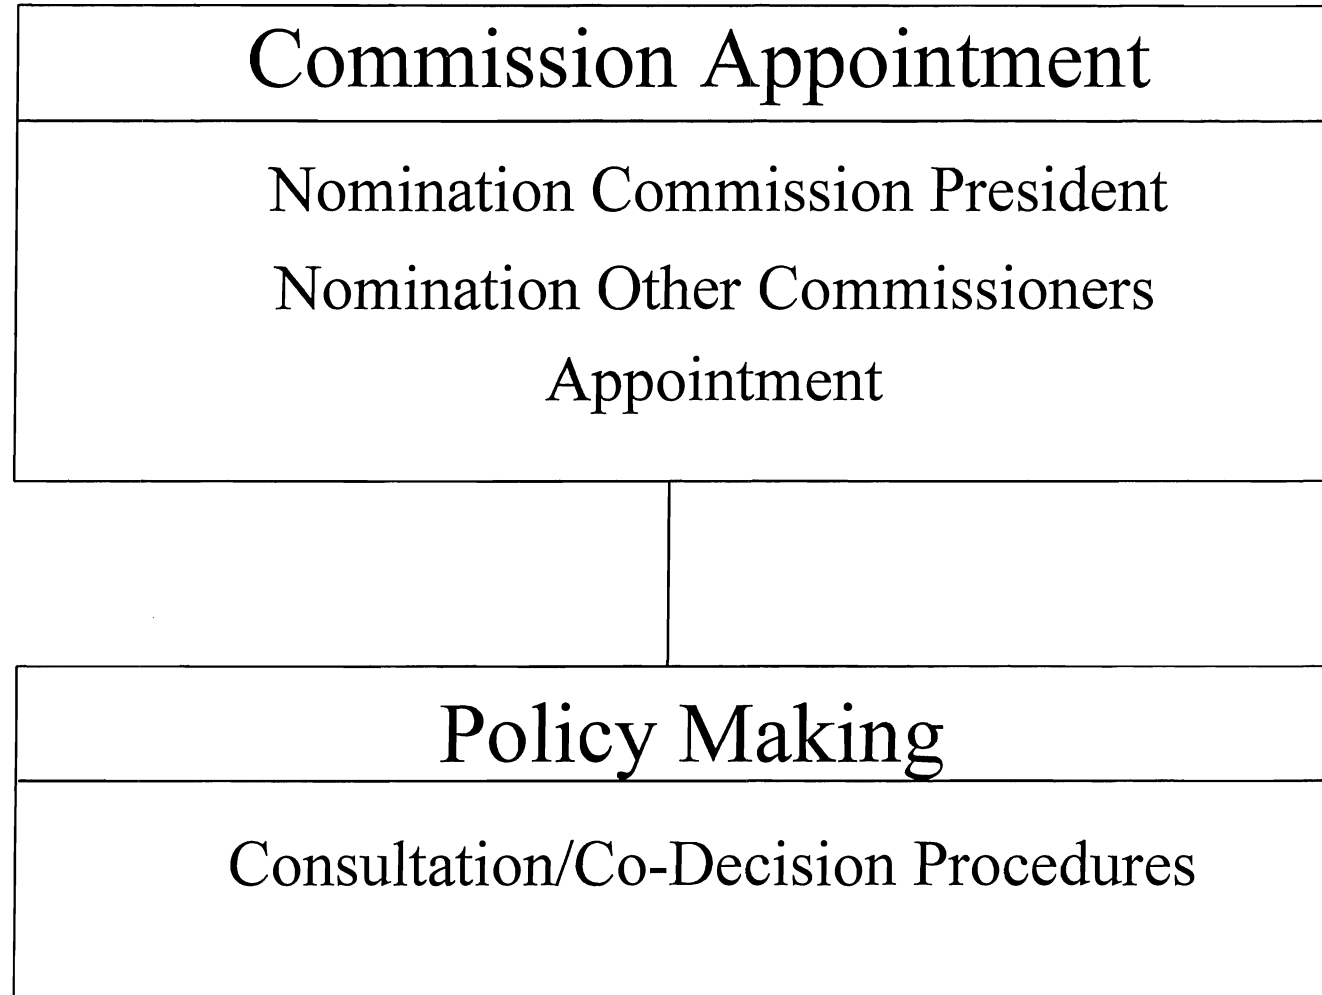 Commission Appointment
Nomination Commission President
Nomination Other Commissioners
Appointment
Policy Making
Consultation/Co-Decision Procedures